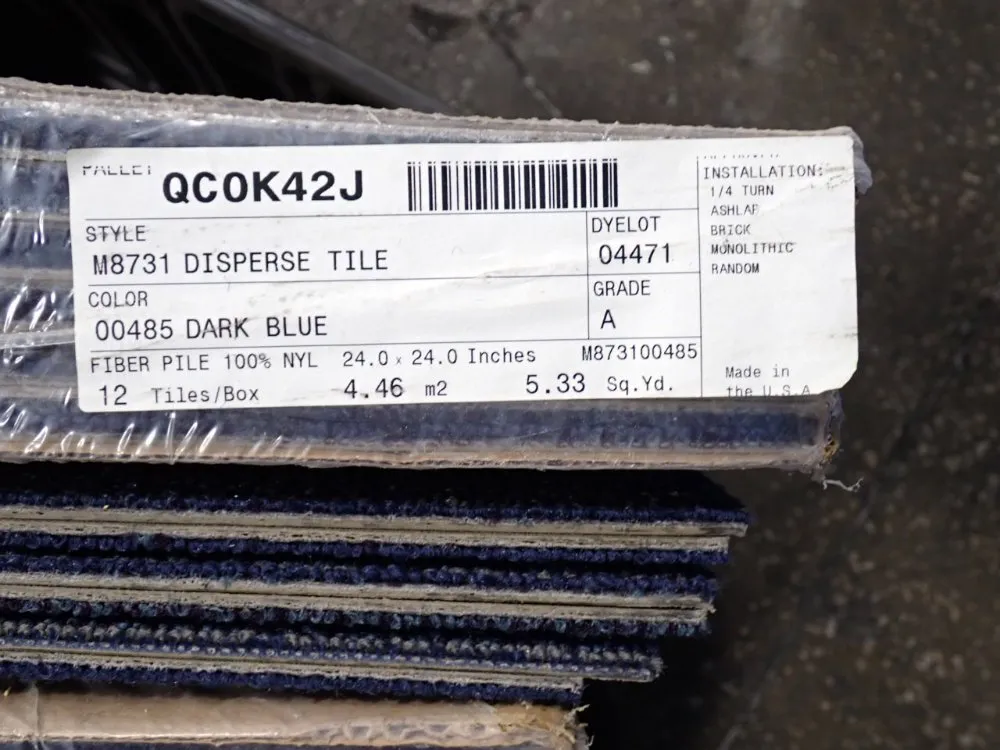 PALLET QC0K42J
STYLE
M8731 DISPERSE TILE
DYELOT
04471
COLOR
00485 DARK BLUE
GRADE
A
FIBER PILE 100% NYL 24.0 x 24.0 Inches M873100485
12 Tiles/Box 4.46 m2 5.33 Sq.Yd.
INSTALLATION:
1/4 TURN
ASHLAR
BRICK
MONOLITHIC
RANDOM
Made in
the U.S.A